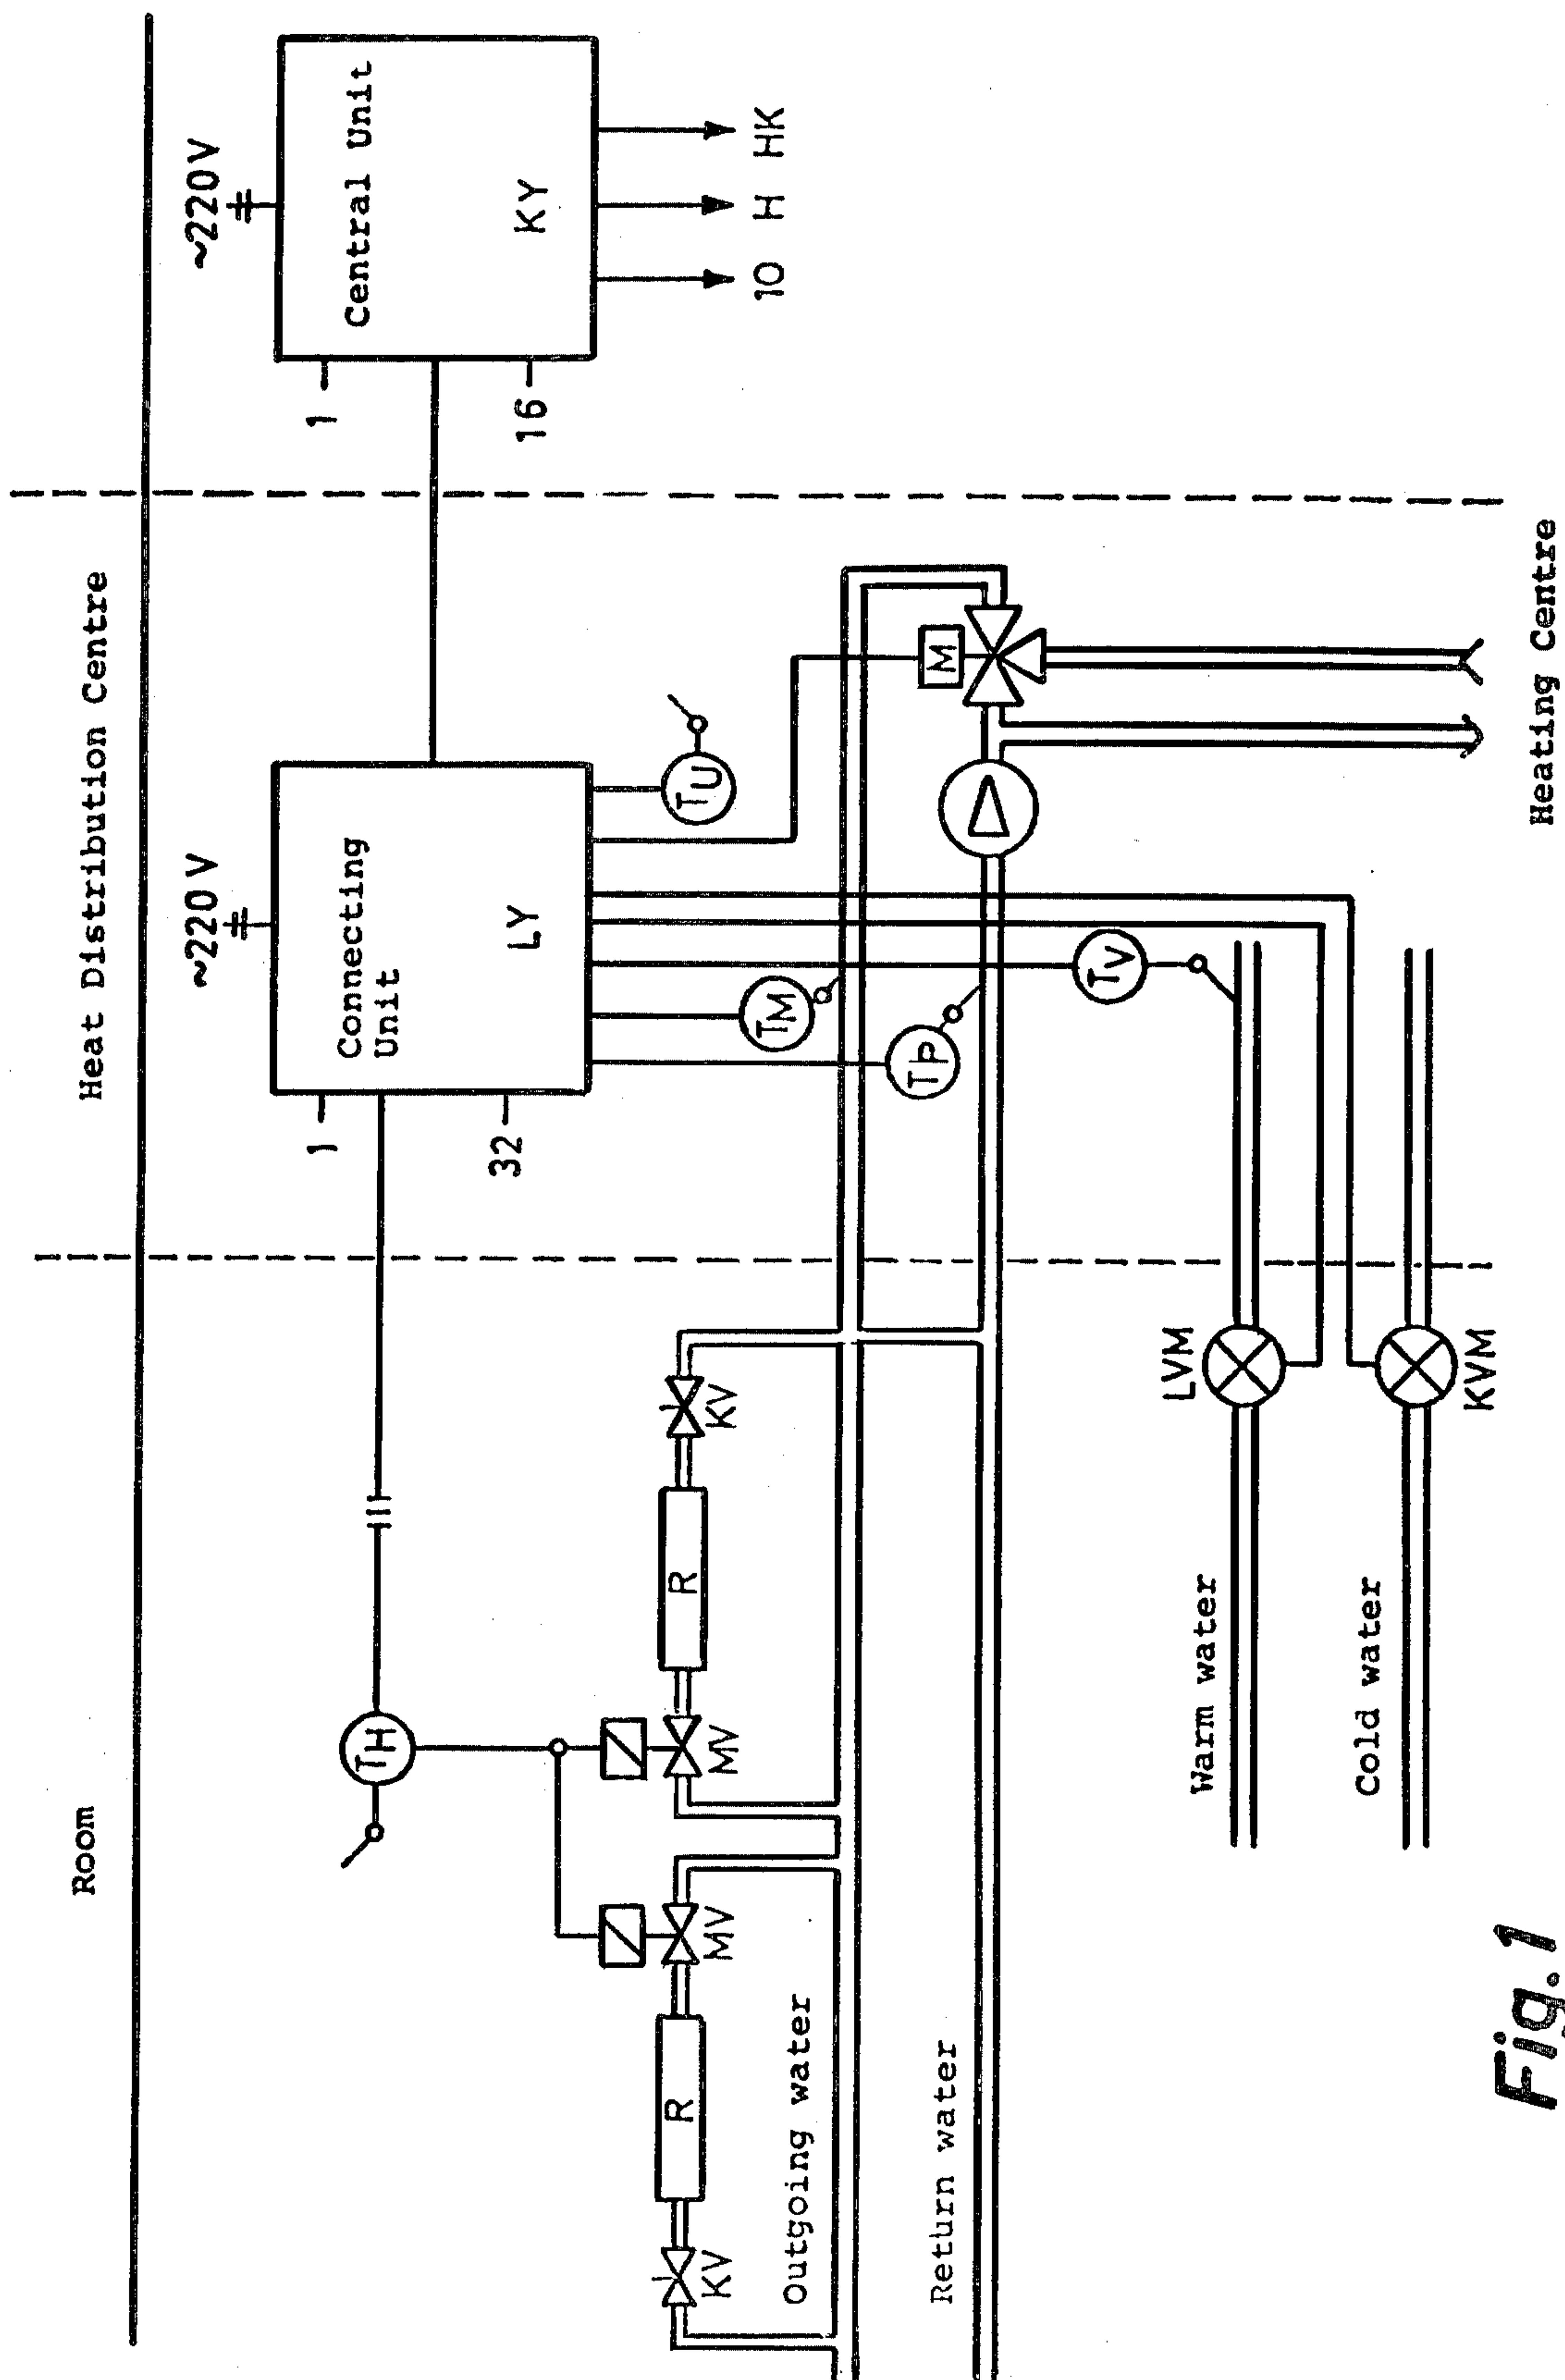 Room
Heat Distribution Centre
~220V
~220V
Connecting
Unit
LY
Central Unit
KY
1
32
1
16
10
H
HK
TH
TU
TM
TP
TV
M
R
R
KV
MV
MV
KV
Outgoing water
Return water
LVM
KVM
Warm water
Cold water
Heating Centre
Fig. 1